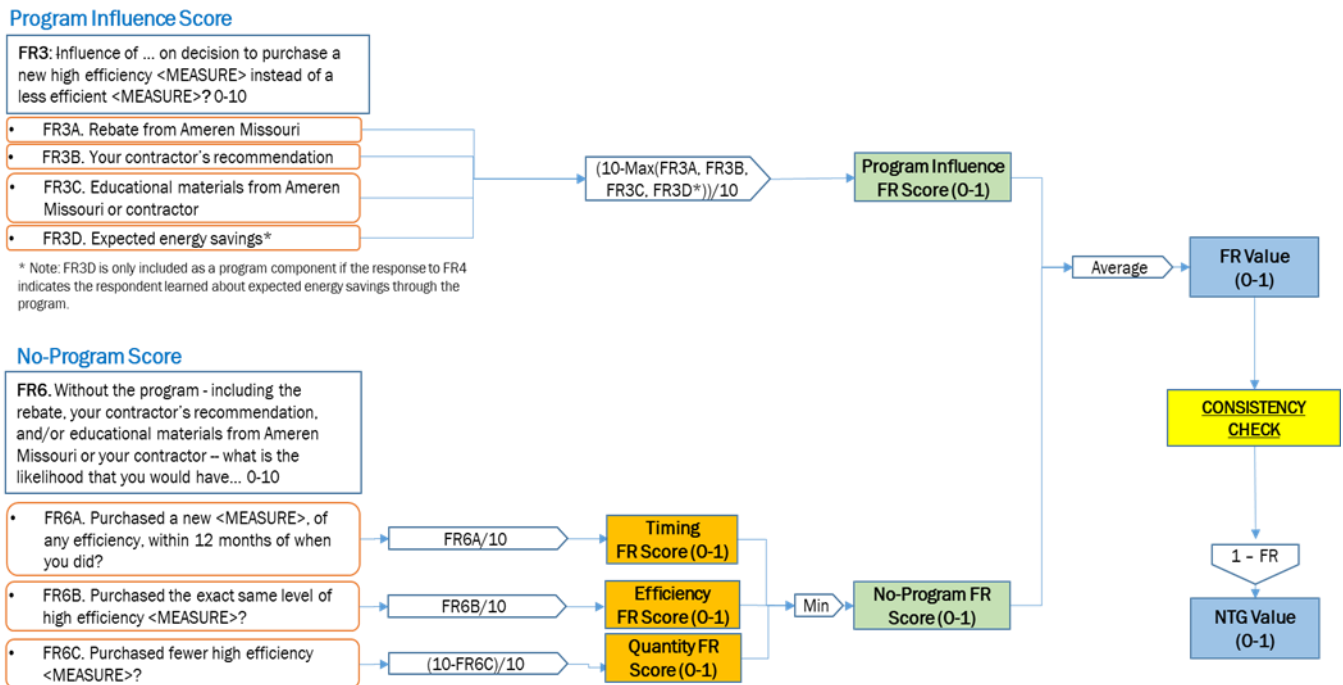 Program Influence Score
FR3: Influence of ... on decision to purchase a
new high efficiency <MEASURE> instead of a
less efficient <MEASURE>? 0-10
• FR3A. Rebate from Ameren Missouri
• FR3B. Your contractor's recommendation
• FR3C. Educational materials from Ameren
Missouri or contractor
• FR3D. Expected energy savings*
* Note: FR3D is only included as a program component if the response to FR4
indicates the respondent learned about expected energy savings through the
program.
(10-Max(FR3A, FR3B,
FR3C, FR3D*))/10
Program Influence
FR Score (0-1)
Average
FR Value
(0-1)
CONSISTENCY
CHECK
1 – FR
NTG Value
(0-1)
No-Program Score
FR6. Without the program - including the
rebate, your contractor's recommendation,
and/or educational materials from Ameren
Missouri or your contractor – what is the
likelihood that you would have... 0-10
• FR6A. Purchased a new <MEASURE>, of
any efficiency, within 12 months of when
you did?
FR6A/10
Timing
FR Score (0-1)
• FR6B. Purchased the exact same level of
high efficiency <MEASURE>?
FR6B/10
Efficiency
FR Score (0-1)
• FR6C. Purchased fewer high efficiency
<MEASURE>?
(10-FR6C)/10
Quantity FR
Score (0-1)
Min
No-Program FR
Score (0-1)